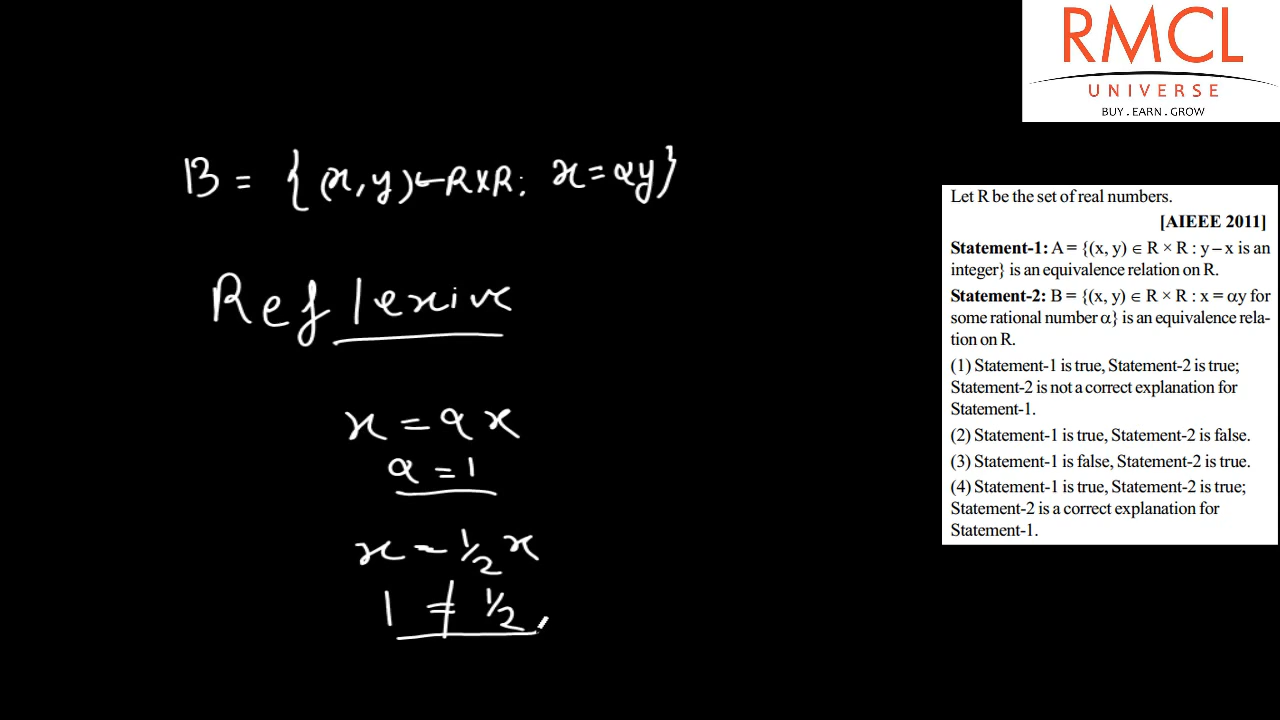 RMCL
UNIVERSE
BUY . EARN . GROW
B = { (x, y) ← R×R : x = αy }
Reflexive
x = αx
α = 1
x = 1/2 x
1 ≠ 1/2
Let R be the set of real numbers.
[AIEEE 2011]
Statement-1: A = {(x, y) ∈ R × R : y – x is an
integer} is an equivalence relation on R.
Statement-2: B = {(x, y) ∈ R × R : x = αy for
some rational number α} is an equivalence rela-
tion on R.
(1) Statement-1 is true, Statement-2 is true;
Statement-2 is not a correct explanation for
Statement-1.
(2) Statement-1 is true, Statement-2 is false.
(3) Statement-1 is false, Statement-2 is true.
(4) Statement-1 is true, Statement-2 is true;
Statement-2 is a correct explanation for
Statement-1.